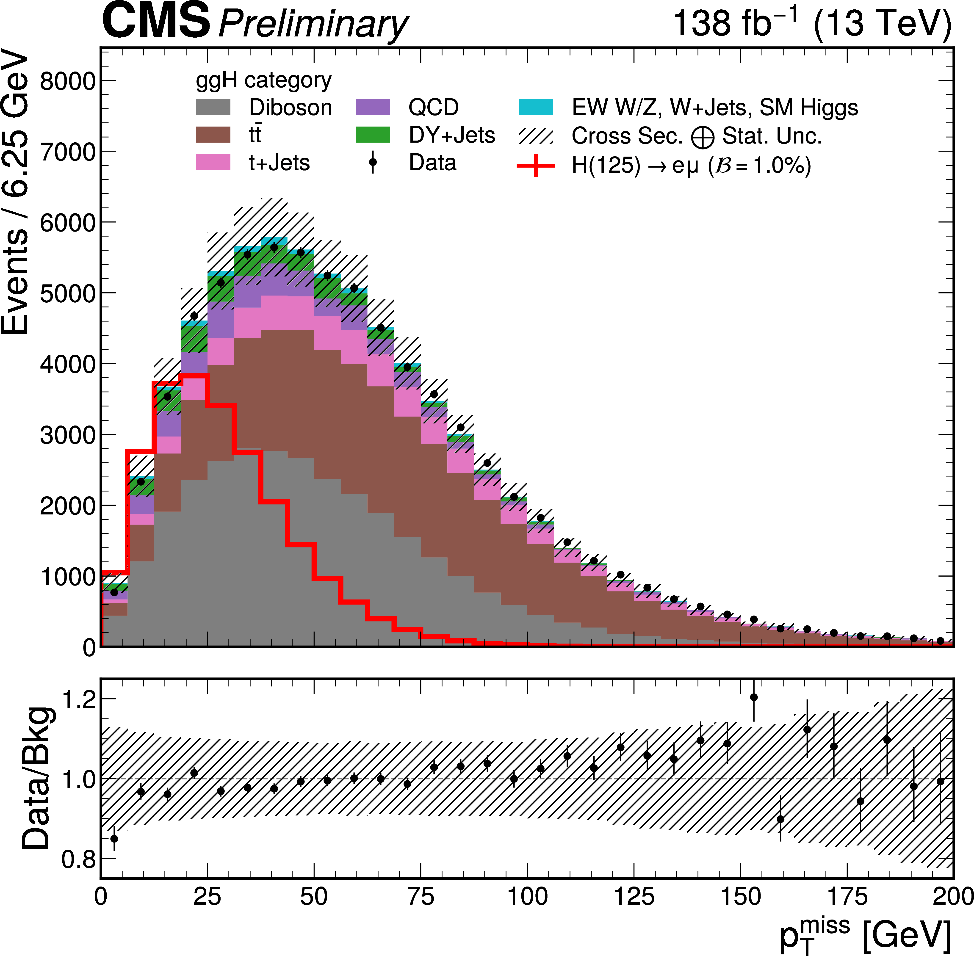 CMS Preliminary 138 fb⁻¹ (13 TeV)
Events / 6.25 GeV
8000
7000
6000
5000
4000
3000
2000
1000
0
ggH category
Diboson QCD EW W/Z, W+Jets, SM Higgs
tt̄ DY+Jets Cross Sec. ⊕ Stat. Unc.
t+Jets Data H(125) → eμ (ℬ = 1.0%)
Data/Bkg
1.2
1.0
0.8
0 25 50 75 100 125 150 175 200
p_T^miss [GeV]